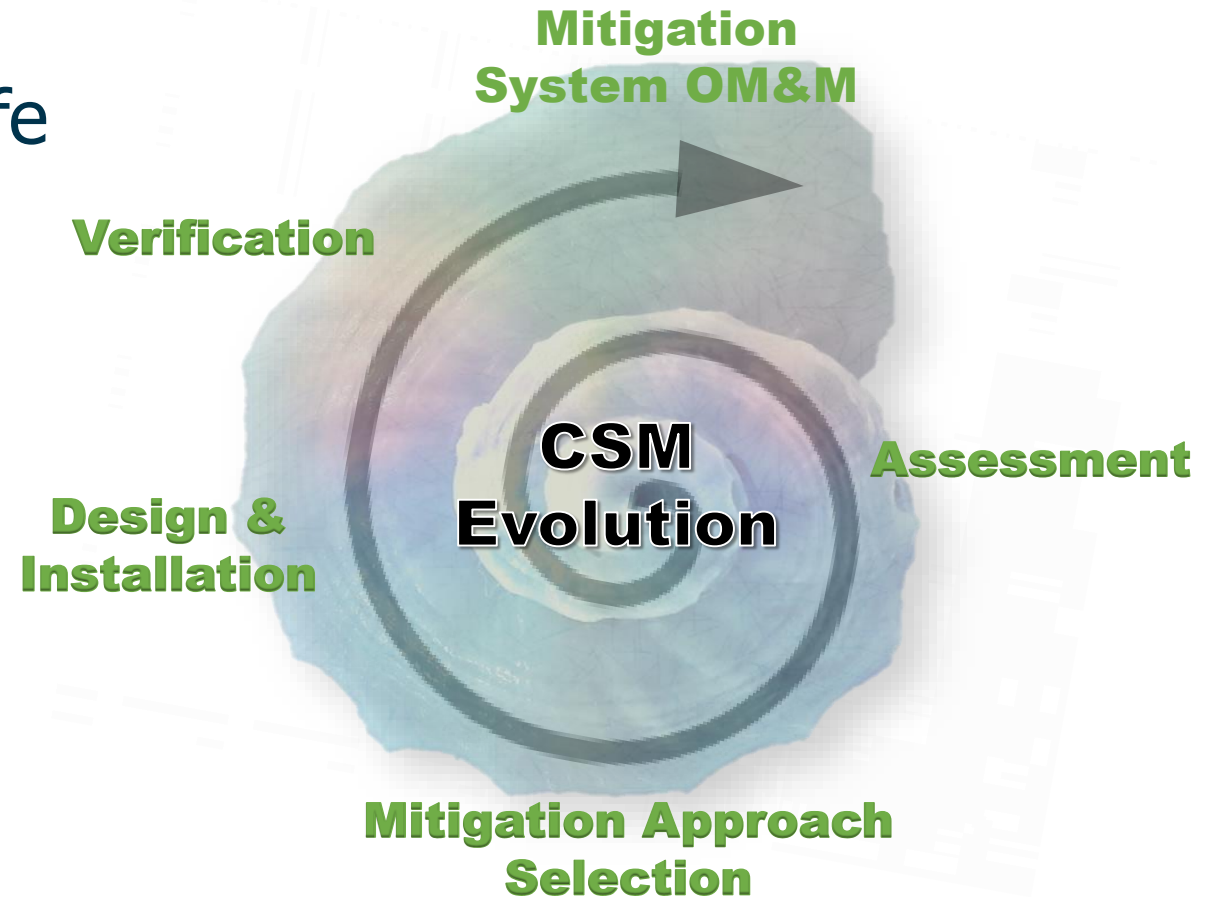 Mitigation
System OM&M
Verification
Assessment
CSM
Evolution
Design &
Installation
Mitigation Approach
Selection